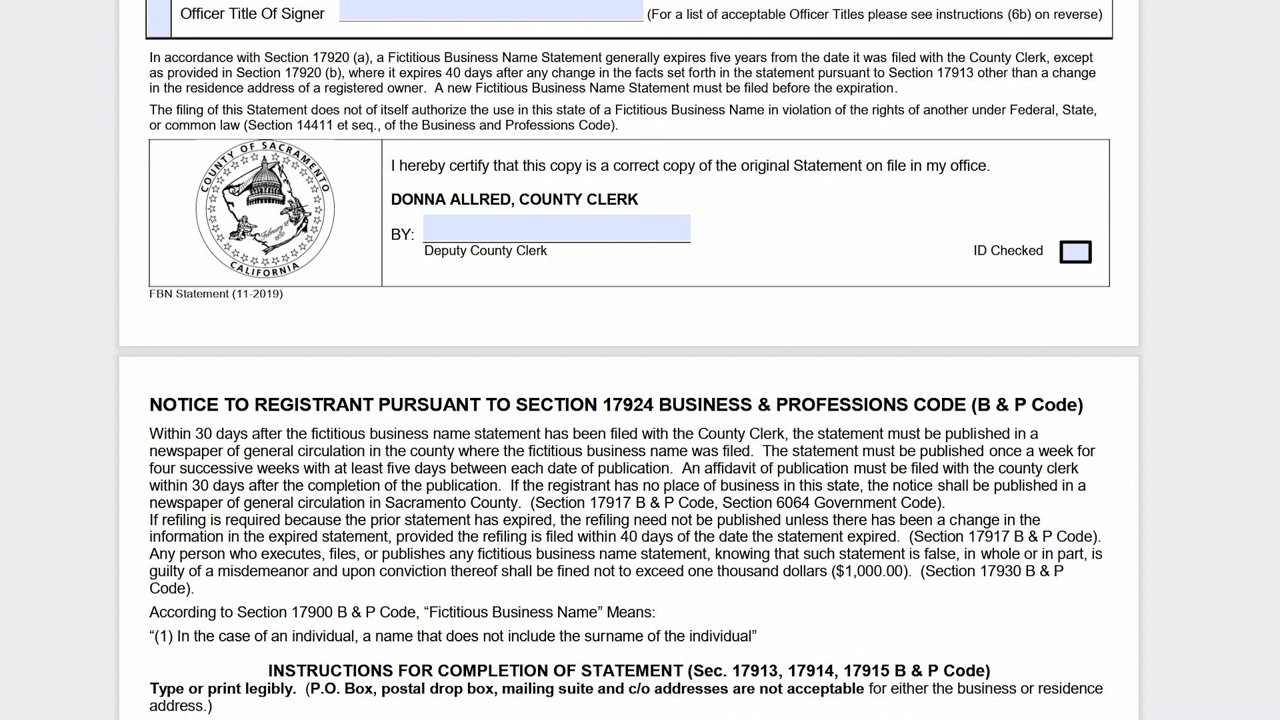 Officer Title Of Signer (For a list of acceptable Officer Titles please see instructions (6b) on reverse)
In accordance with Section 17920 (a), a Fictitious Business Name Statement generally expires five years from the date it was filed with the County Clerk, except
as provided in Section 17920 (b), where it expires 40 days after any change in the facts set forth in the statement pursuant to Section 17913 other than a change
in the residence address of a registered owner. A new Fictitious Business Name Statement must be filed before the expiration.
The filing of this Statement does not of itself authorize the use in this state of a Fictitious Business Name in violation of the rights of another under Federal, State,
or common law (Section 14411 et seq., of the Business and Professions Code).
COUNTY OF SACRAMENTO
CALIFORNIA
I hereby certify that this copy is a correct copy of the original Statement on file in my office.
DONNA ALLRED, COUNTY CLERK
BY:
Deputy County Clerk
ID Checked
FBN Statement (11-2019)
NOTICE TO REGISTRANT PURSUANT TO SECTION 17924 BUSINESS & PROFESSIONS CODE (B & P Code)
Within 30 days after the fictitious business name statement has been filed with the County Clerk, the statement must be published in a
newspaper of general circulation in the county where the fictitious business name was filed. The statement must be published once a week for
four successive weeks with at least five days between each date of publication. An affidavit of publication must be filed with the county clerk
within 30 days after the completion of the publication. If the registrant has no place of business in this state, the notice shall be published in a
newspaper of general circulation in Sacramento County. (Section 17917 B & P Code, Section 6064 Government Code).
If refiling is required because the prior statement has expired, the refiling need not be published unless there has been a change in the
information in the expired statement, provided the refiling is filed within 40 days of the date the statement expired. (Section 17917 B & P Code).
Any person who executes, files, or publishes any fictitious business name statement, knowing that such statement is false, in whole or in part, is
guilty of a misdemeanor and upon conviction thereof shall be fined not to exceed one thousand dollars ($1,000.00). (Section 17930 B & P
Code).
According to Section 17900 B & P Code, “Fictitious Business Name” Means:
“(1) In the case of an individual, a name that does not include the surname of the individual”
INSTRUCTIONS FOR COMPLETION OF STATEMENT (Sec. 17913, 17914, 17915 B & P Code)
Type or print legibly. (P.O. Box, postal drop box, mailing suite and c/o addresses are not acceptable for either the business or residence
address.)